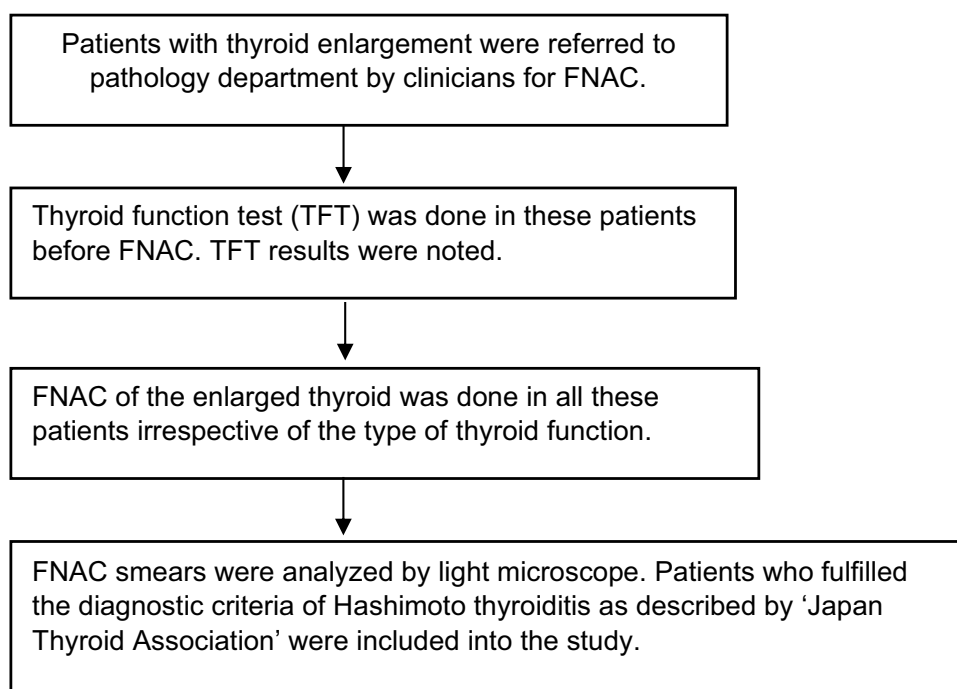 Patients with thyroid enlargement were referred to
pathology department by clinicians for FNAC.
Thyroid function test (TFT) was done in these patients
before FNAC. TFT results were noted.
FNAC of the enlarged thyroid was done in all these
patients irrespective of the type of thyroid function.
FNAC smears were analyzed by light microscope. Patients who fulfilled
the diagnostic criteria of Hashimoto thyroiditis as described by ‘Japan
Thyroid Association’ were included into the study.